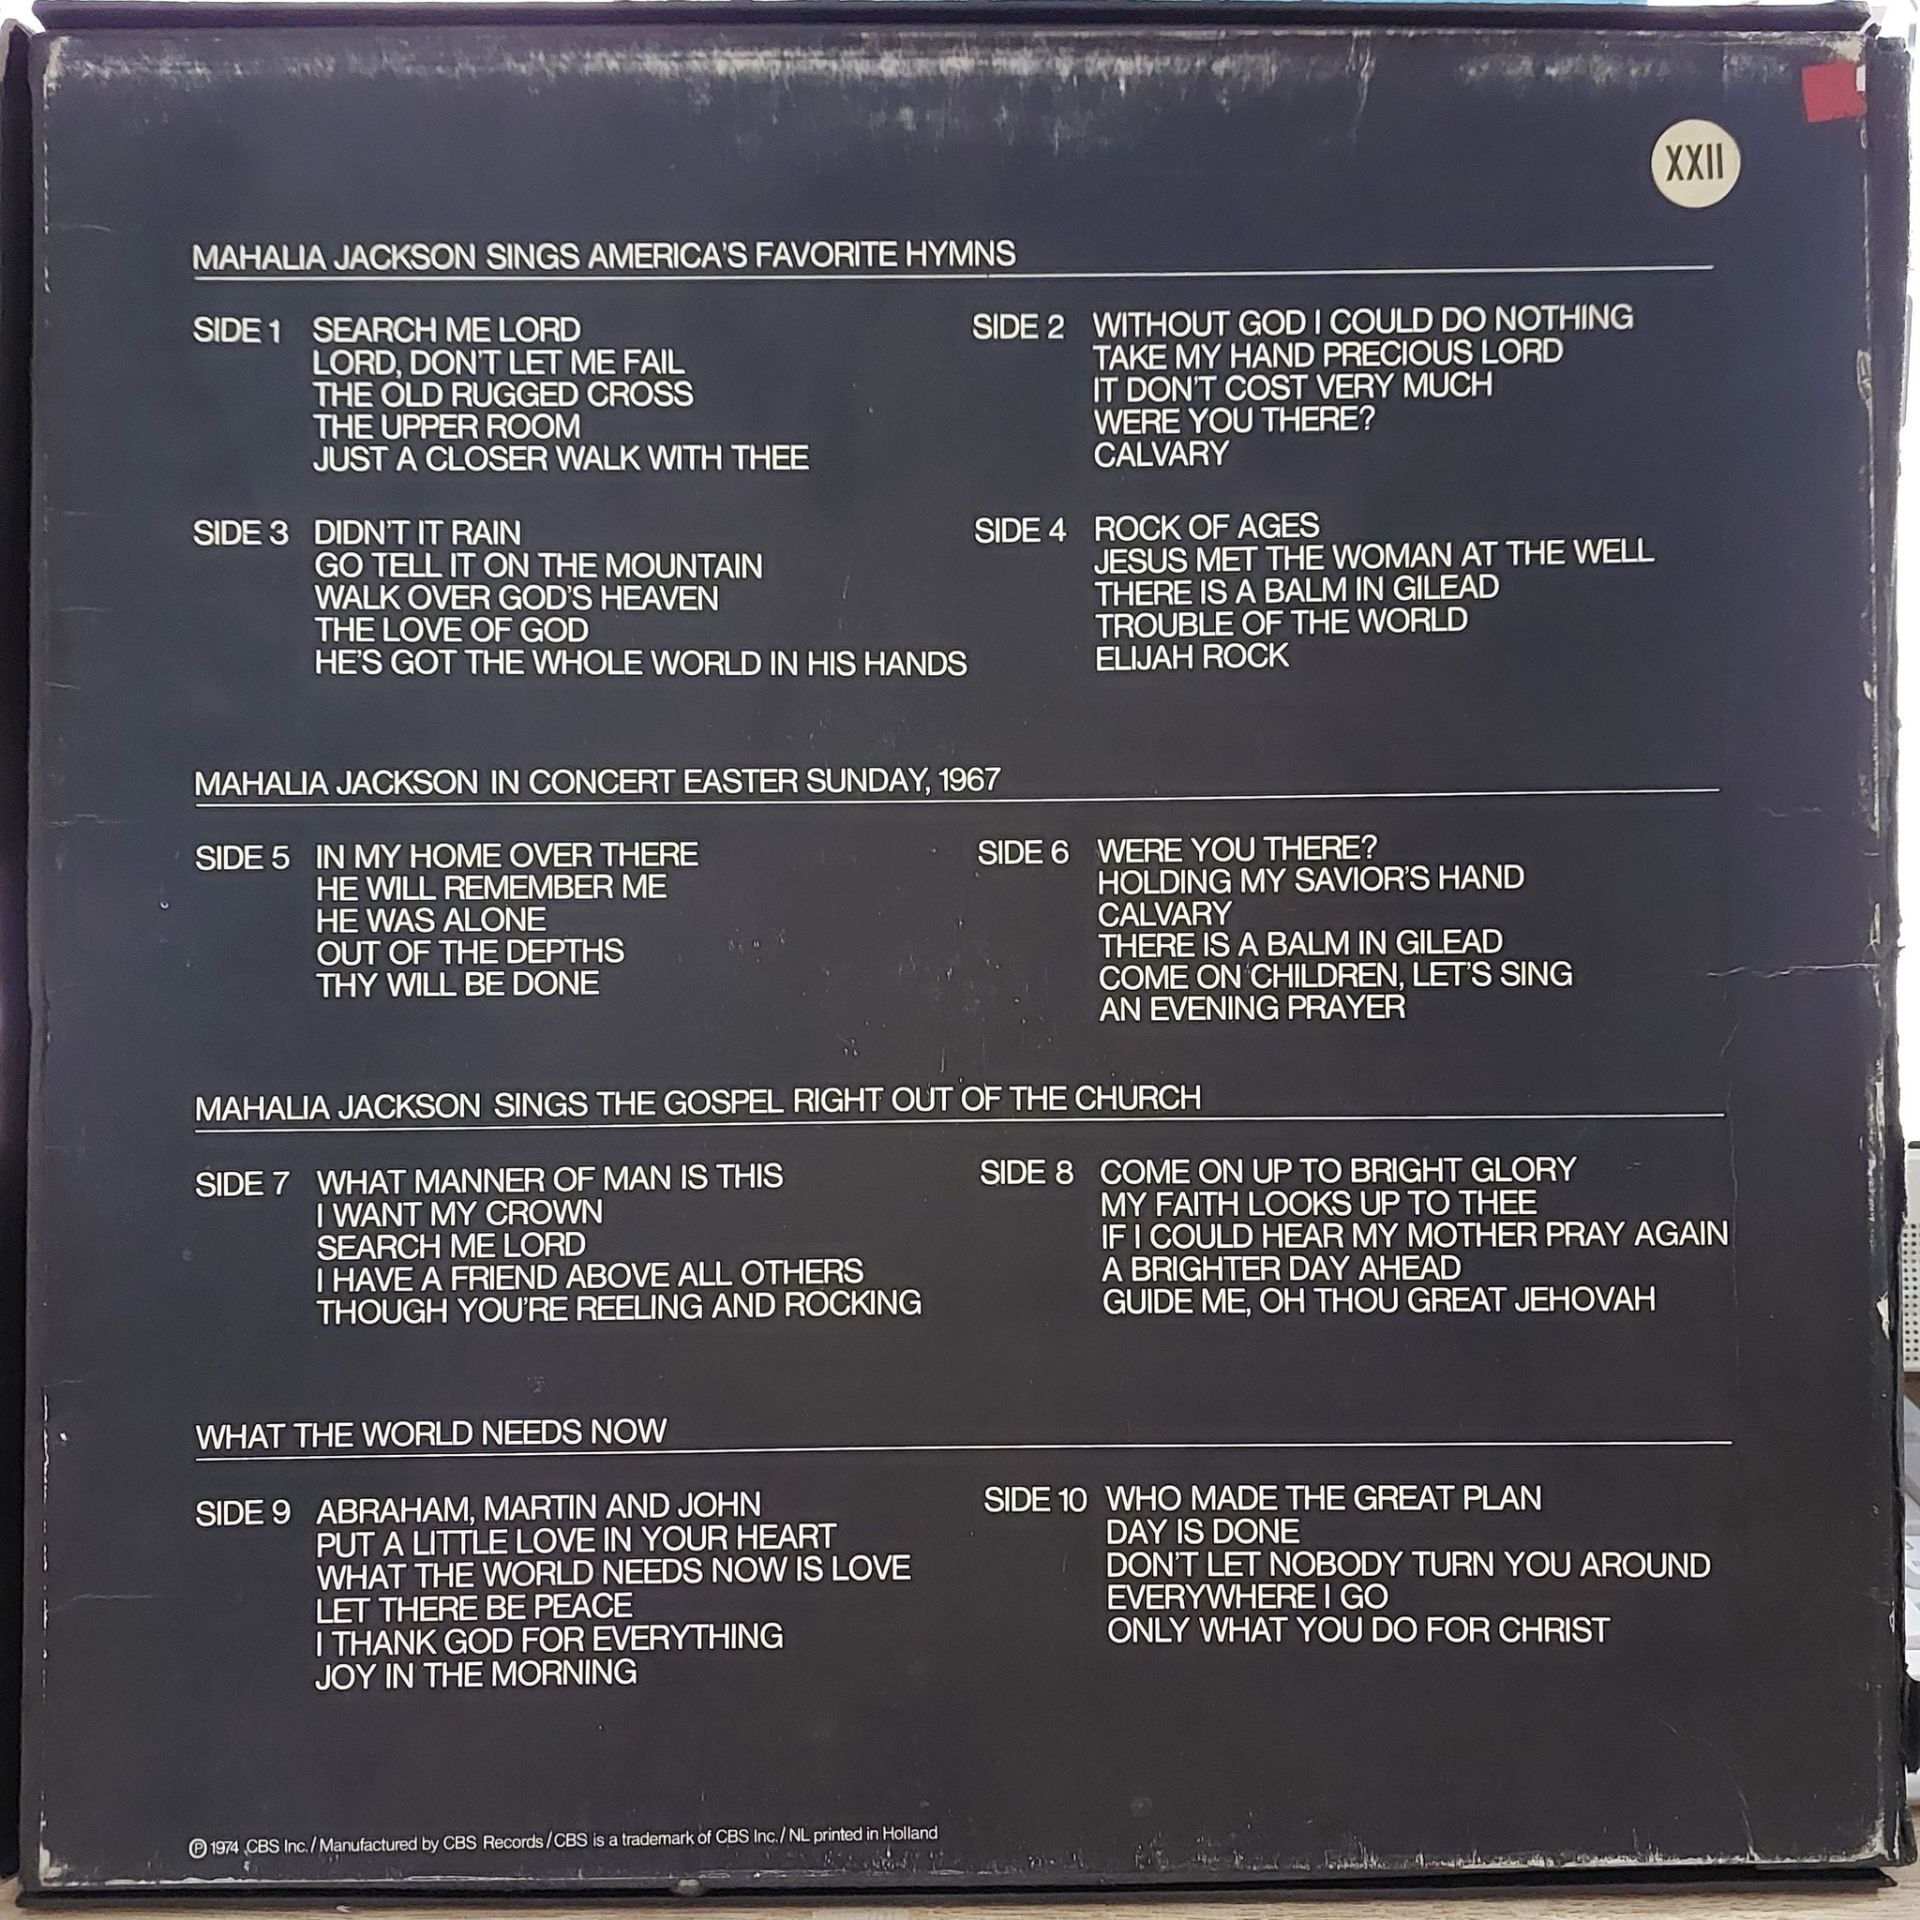 XXII
MAHALIA JACKSON SINGS AMERICA'S FAVORITE HYMNS
SIDE 1 SEARCH ME LORD
LORD, DON'T LET ME FAIL
THE OLD RUGGED CROSS
THE UPPER ROOM
JUST A CLOSER WALK WITH THEE
SIDE 2 WITHOUT GOD I COULD DO NOTHING
TAKE MY HAND PRECIOUS LORD
IT DON'T COST VERY MUCH
WERE YOU THERE?
CALVARY
SIDE 3 DIDN'T IT RAIN
GO TELL IT ON THE MOUNTAIN
WALK OVER GOD'S HEAVEN
THE LOVE OF GOD
HE'S GOT THE WHOLE WORLD IN HIS HANDS
SIDE 4 ROCK OF AGES
JESUS MET THE WOMAN AT THE WELL
THERE IS A BALM IN GILEAD
TROUBLE OF THE WORLD
ELIJAH ROCK
MAHALIA JACKSON IN CONCERT EASTER SUNDAY, 1967
SIDE 5 IN MY HOME OVER THERE
HE WILL REMEMBER ME
HE WAS ALONE
OUT OF THE DEPTHS
THY WILL BE DONE
SIDE 6 WERE YOU THERE?
HOLDING MY SAVIOR'S HAND
CALVARY
THERE IS A BALM IN GILEAD
COME ON CHILDREN, LET'S SING
AN EVENING PRAYER
MAHALIA JACKSON SINGS THE GOSPEL RIGHT OUT OF THE CHURCH
SIDE 7 WHAT MANNER OF MAN IS THIS
I WANT MY CROWN
SEARCH ME LORD
I HAVE A FRIEND ABOVE ALL OTHERS
THOUGH YOU'RE REELING AND ROCKING
SIDE 8 COME ON UP TO BRIGHT GLORY
MY FAITH LOOKS UP TO THEE
IF I COULD HEAR MY MOTHER PRAY AGAIN
A BRIGHTER DAY AHEAD
GUIDE ME, OH THOU GREAT JEHOVAH
WHAT THE WORLD NEEDS NOW
SIDE 9 ABRAHAM, MARTIN AND JOHN
PUT A LITTLE LOVE IN YOUR HEART
WHAT THE WORLD NEEDS NOW IS LOVE
LET THERE BE PEACE
I THANK GOD FOR EVERYTHING
JOY IN THE MORNING
SIDE 10 WHO MADE THE GREAT PLAN
DAY IS DONE
DON'T LET NOBODY TURN YOU AROUND
EVERYWHERE I GO
ONLY WHAT YOU DO FOR CHRIST
℗ 1974 CBS Inc. / Manufactured by CBS Records / CBS is a trademark of CBS Inc. / NL printed in Holland